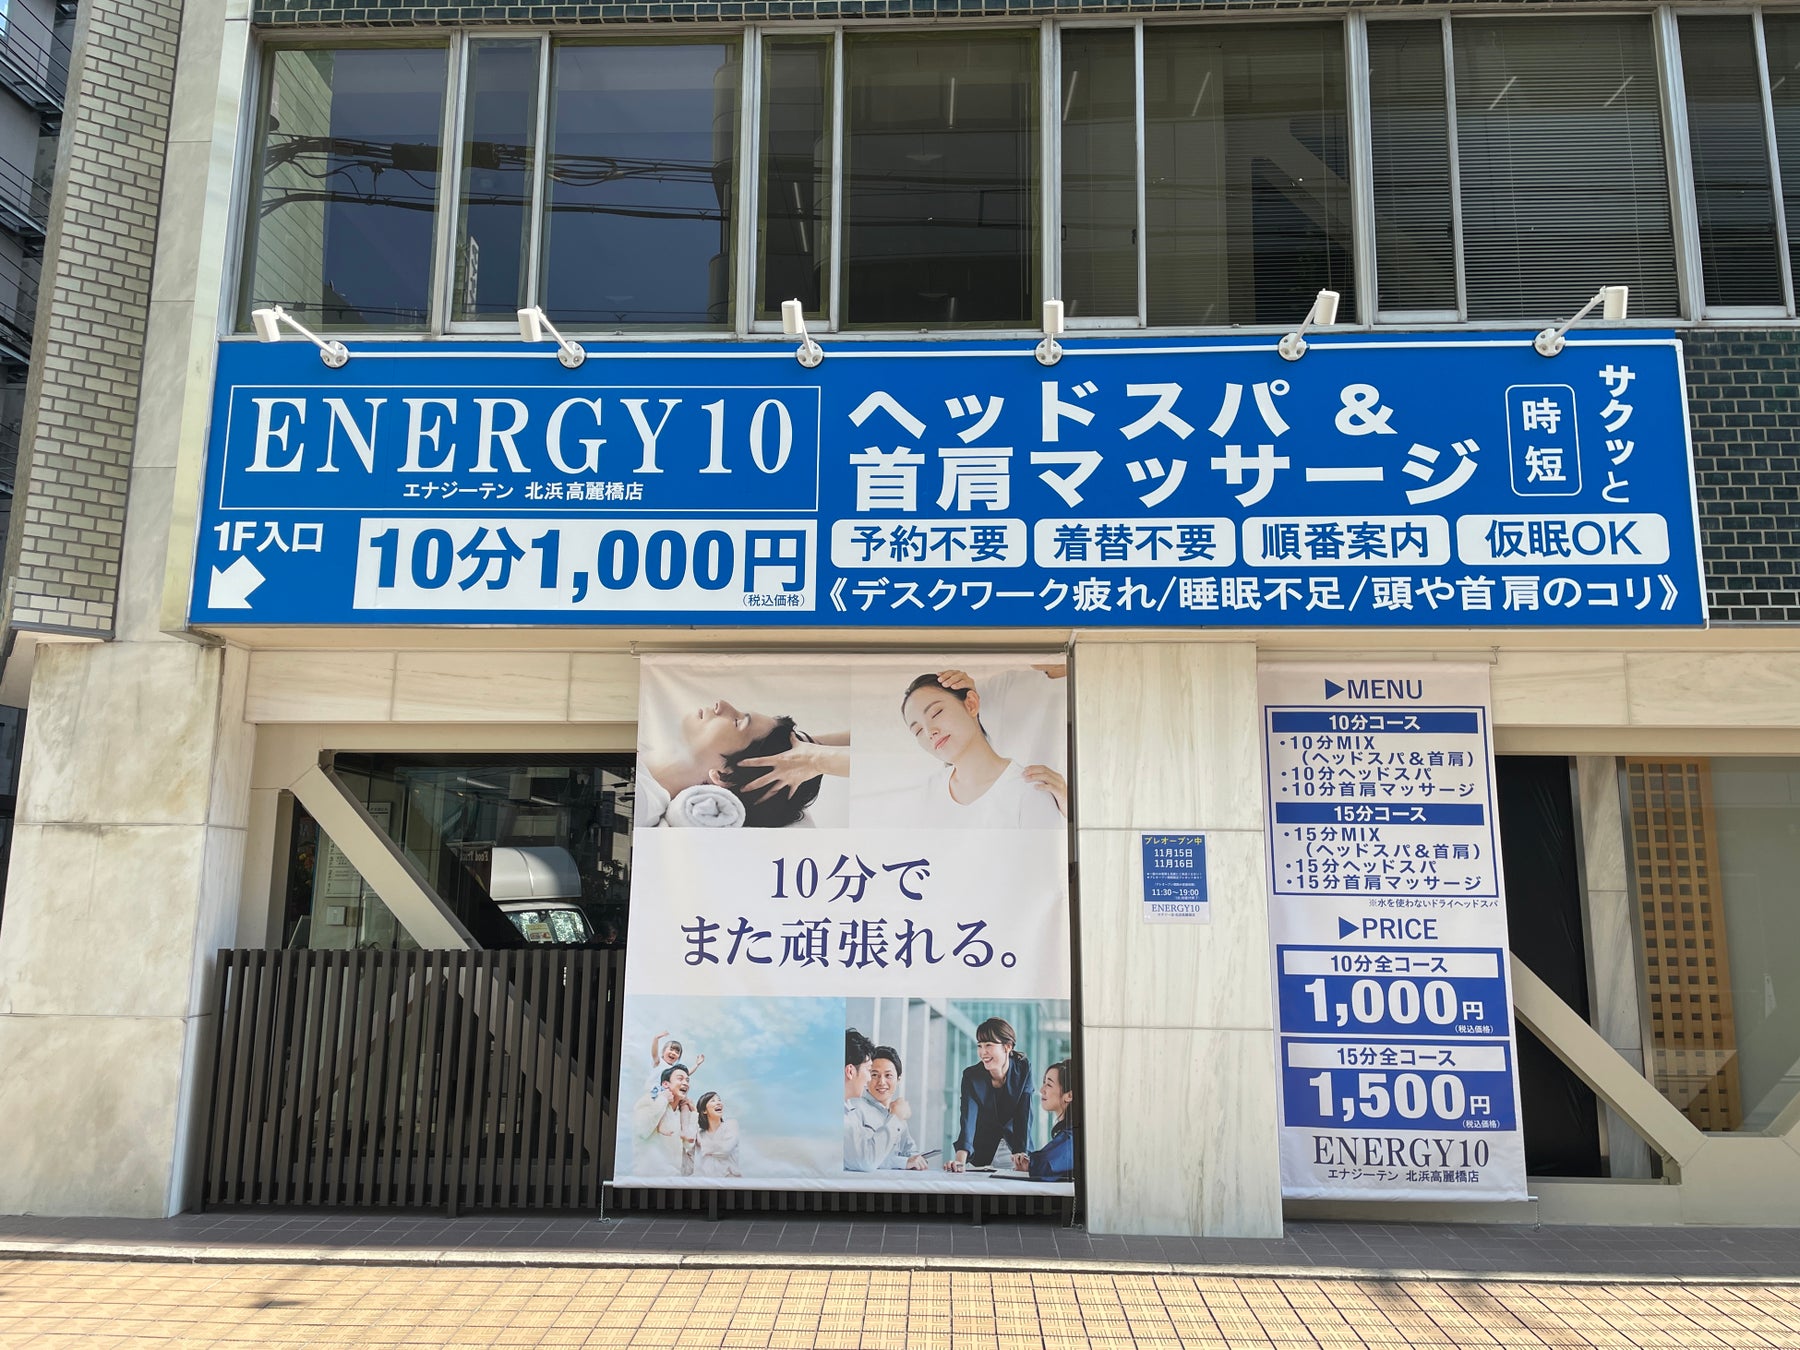 ENERGY10
エナジーテン 北浜高麗橋店
1F入口
10分1,000円
(税込価格)
ヘッドスパ &
首肩マッサージ
時短
サクッと
予約不要
着替不要
順番案内
仮眠OK
《デスクワーク疲れ/睡眠不足/頭や首肩のコリ》
10分で
また頑張れる。
プレオープン中
11月15日
11月16日
11:30〜19:00
ENERGY10
エナジーテン 北浜高麗橋店
▶MENU
10分コース
・10分MIX
(ヘッドスパ&首肩)
・10分ヘッドスパ
・10分首肩マッサージ
15分コース
・15分MIX
(ヘッドスパ&首肩)
・15分ヘッドスパ
・15分首肩マッサージ
※水を使わないドライヘッドスパ
▶PRICE
10分全コース
1,000円
(税込価格)
15分全コース
1,500円
(税込価格)
ENERGY10
エナジーテン 北浜高麗橋店